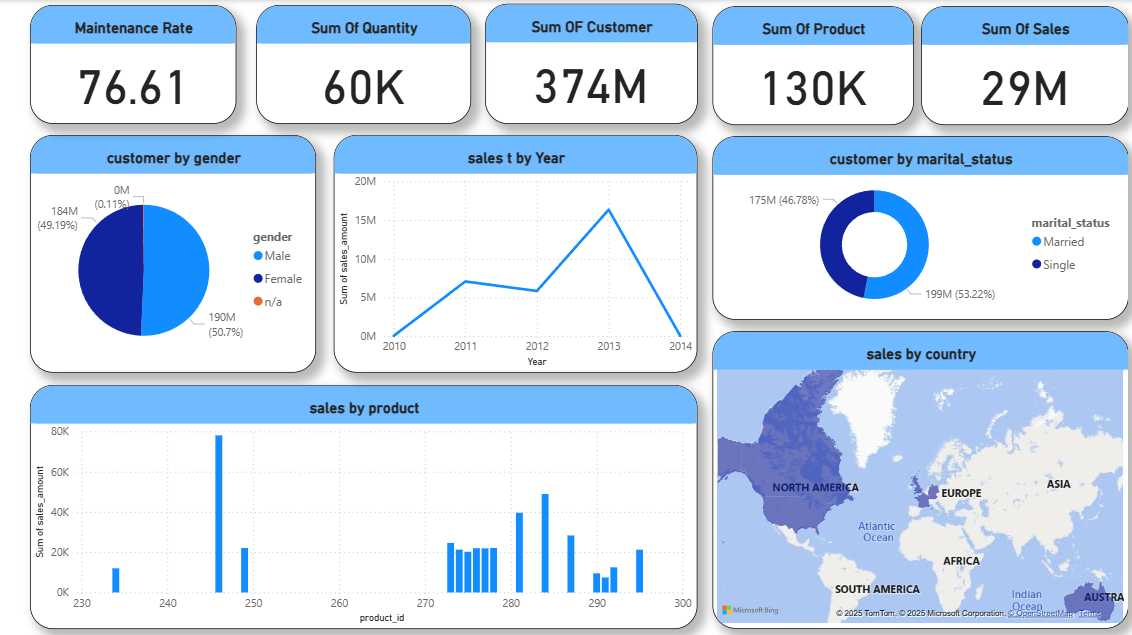 Maintenance Rate
76.61
Sum Of Quantity
60K
Sum OF Customer
374M
Sum Of Product
130K
Sum Of Sales
29M
customer by gender
0M
(0.11%)
184M
(49.19%)
190M
(50.7%)
gender
Male
Female
n/a
sales t by Year
Sum of sales_amount
20M
15M
10M
5M
0M
2010 2011 2012 2013 2014
Year
customer by marital_status
175M (46.78%)
199M (53.22%)
marital_status
Married
Single
sales by product
Sum of sales_amount
80K
60K
40K
20K
0K
230 240 250 260 270 280 290 300
product_id
sales by country
NORTH AMERICA
EUROPE
ASIA
Atlantic
Ocean
AFRICA
SOUTH AMERICA
Indian
Ocean
AUSTRA
Microsoft Bing
© 2025 TomTom, © 2025 Microsoft Corporation, © OpenStreetMap Terms